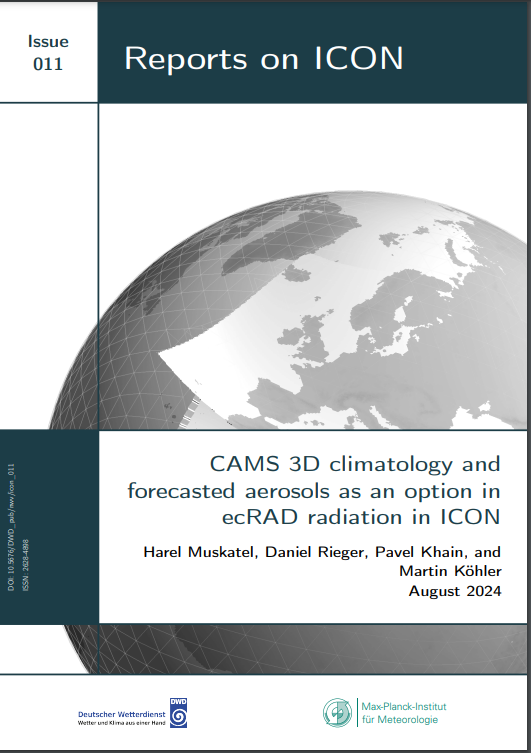 Issue
011
Reports on ICON
CAMS 3D climatology and
forecasted aerosols as an option in
ecRAD radiation in ICON
Harel Muskatel, Daniel Rieger, Pavel Khain, and
Martin Köhler
August 2024
DOI: 10.5676/DWD_pub/nwv/icon_011
ISSN: 2628-4898
Deutscher Wetterdienst
Wetter und Klima aus einer Hand
DWD
Max-Planck-Institut
für Meteorologie